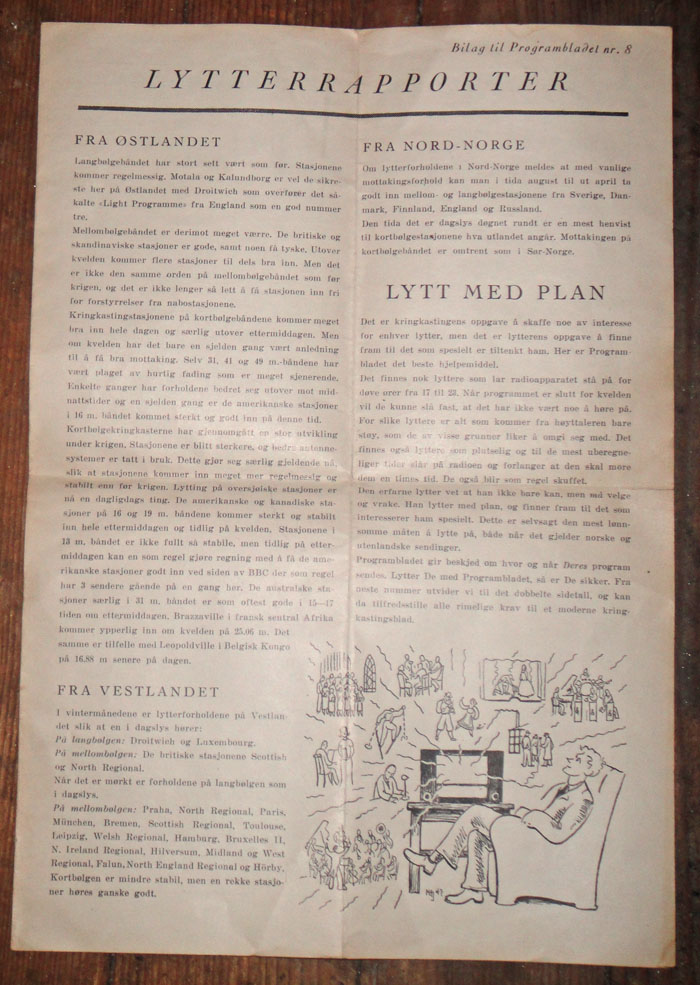 Bilag til Programbladet nr. 8
LYTTERRAPPORTER
FRA ØSTLANDET
Langbølgebåndet har stort sett vært som før. Stasjonene
kommer regelmessig. Motala og Kalundborg er vel de sikre-
ste her på Østlandet med Droitwich som overfører det så-
kalte «Light Programme» fra England som en god nummer
tre.
Mellombølgebåndet er derimot meget værre. De britiske og
skandinaviske stasjoner er gode, samt noen få tyske. Utover
kvelden kommer flere stasjoner til dels bra inn. Men det
er ikke den samme orden på mellombølgebåndet som før
krigen, og det er ikke lenger så lett å få stasjonen inn fri
for forstyrrelser fra nabostasjonene.
Kringkastingstasjonene på kortbølgebåndene kommer meget
bra inn hele dagen og særlig utover ettermiddagen. Men
om kvelden har det bare en sjelden gang vært anledning
til å få bra mottaking. Selv 31, 41 og 49 m.-båndene har
vært plaget av hurtig fading som er meget sjenerende.
Enkelte ganger har forholdene bedret seg utover mot mid-
nattstider og en sjelden gang er de amerikanske stasjoner
i 16 m. båndet kommet sterkt og godt inn på denne tid.
Kortbølgekringkasterne har gjennomgått en stor utvikling
under krigen. Stasjonene er blitt sterkere, og bedre antenne-
systemer er tatt i bruk. Dette gjør seg særlig gjeldende nå,
slik at stasjonene kommer inn meget mer regelmessig og
stabilt enn før krigen. Lytting på oversjøiske stasjoner er
nå en dagligdags ting. De amerikanske og kanadiske sta-
sjoner på 16 og 19 m. båndene kommer sterkt og stabilt
inn hele ettermiddagen og tidlig på kvelden. Stasjonene i
13 m. båndet er ikke fullt så stabile, men tidlig på etter-
middagen kan en som regel gjøre regning med å få de ame-
rikanske stasjoner godt inn ved siden av BBC der som regel
har 3 sendere gående på en gang her. De australske sta-
sjoner særlig i 31 m. båndet er som oftest gode i 15—17
tiden om ettermiddagen. Brazzaville i fransk sentral Afrika
kommer ypperlig inn om kvelden på 25.06 m. Det
samme er tilfelle med Leopoldville i Belgisk Kongo
på 16.88 m senere på dagen.
FRA VESTLANDET
I vintermånedene er lytterforholdene på Vestlan-
det slik at en i dagslys hører:
På langbølgen: Droitwich og Luxembourg.
På mellombølgen: De britiske stasjonene Scottish
og North Regional.
Når det er mørkt er forholdene på langbølgen som
i dagslys.
På mellombølgen: Praha, North Regional, Paris,
München, Bremen, Scottish Regional, Toulouse,
Leipzig, Welsh Regional, Hamburg, Bruxelles II,
N. Ireland Regional, Hilversum, Midland og West
Regional, Falun, North England Regional og Hörby,
Kortbølgen er mindre stabil, men en rekke stasjo-
ner høres ganske godt.
FRA NORD-NORGE
Om lytterforholdene i Nord-Norge meldes at med vanlige
mottakingsforhold kan man i tida august til ut april ta
godt inn mellom- og langbølgestasjonene fra Sverige, Dan-
mark, Finnland, England og Russland.
Den tida det er dagslys døgnet rundt er en mest henvist
til kortbølgestasjonene hva utlandet angår. Mottakingen på
kortbølgebåndet er omtrent som i Sør-Norge.
LYTT MED PLAN
Det er kringkastingens oppgave å skaffe noe av interesse
for enhver lytter, men det er lytterens oppgave å finne
fram til det som spesielt er tiltenkt ham. Her er Program-
bladet det beste hjelpemiddel.
Det finnes nok lyttere som lar radioapparatet stå på for
døve ører fra 17 til 23. Når programmet er slutt for kvelden
vil de kunne slå fast, at det har ikke vært noe å høre på.
For slike lyttere er alt som kommer fra høyttaleren bare
støy, som de av visse grunner liker å omgi seg med. Det
finnes også lyttere som plutselig og til de mest uberegne-
liger tider slår på radioen og forlanger at den skal more
dem en times tid. De også blir som regel skuffet.
Den erfarne lytter vet at han ikke bare kan, men må velge
og vrake. Han lytter med plan, og finner fram til det som
interesserer ham spesielt. Dette er selvsagt den mest lønn-
somme måten å lytte på, både når det gjelder norske og
utenlandske sendinger.
Programbladet gir beskjed om hvor og når Deres program
sendes. Lytter De med Programbladet, så er De sikker. Fra
neste nummer utvider vi til det dobbelte sidetall, og kan
da tilfredsstille alle rimelige krav til et moderne kring-
kastingsblad.